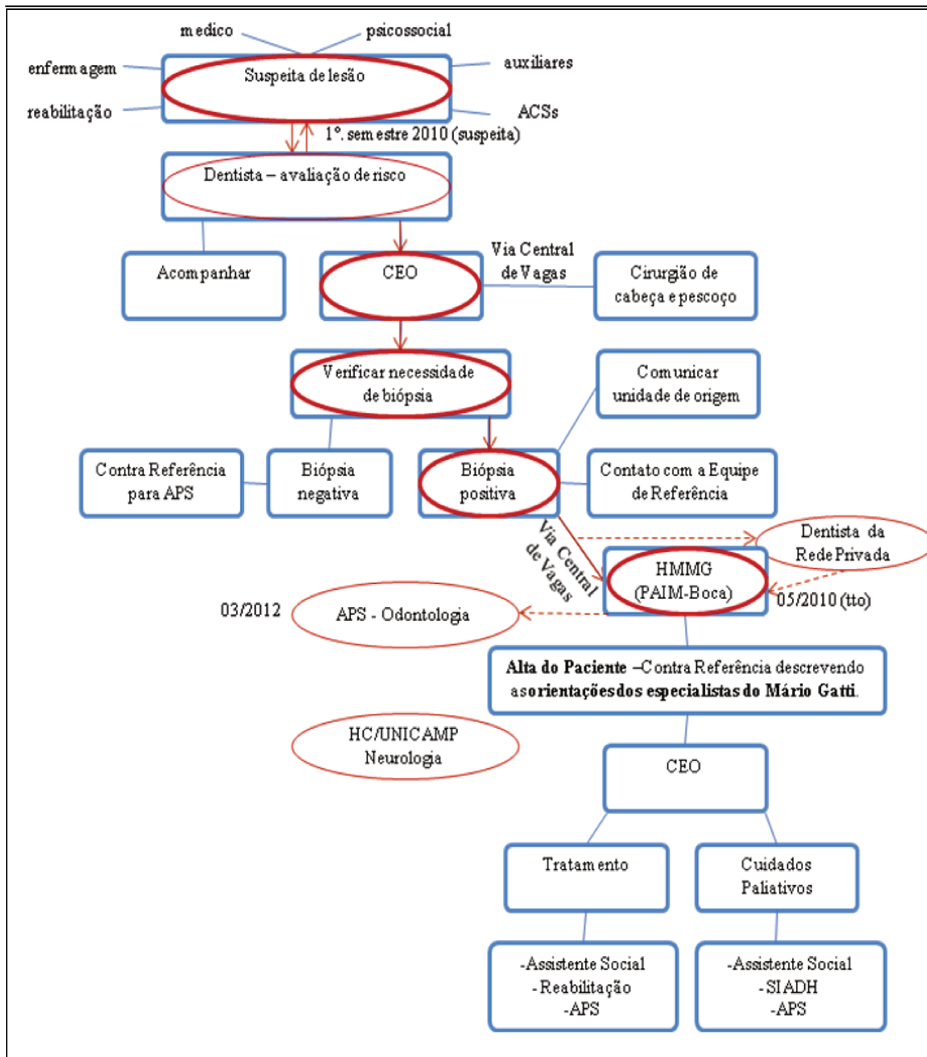 medico
psicossocial
enfermagem
Suspeita de lesão
auxiliares
reabilitação
ACSs
1º. semestre 2010 (suspeita)
Dentista – avaliação de risco
Acompanhar
CEO
Via Central
de Vagas
Cirurgião de
cabeça e pescoço
Verificar necessidade
de biópsia
Comunicar
unidade de origem
Contra Referência
para APS
Biópsia
negativa
Biópsia
positiva
Contato com a Equipe
de Referência
Via Central
de Vagas
Dentista da
Rede Privada
HMMG
(PAIM-Boca)
05/2010 (tto)
03/2012
APS - Odontologia
Alta do Paciente –Contra Referência descrevendo
as orientações dos especialistas do Mário Gatti.
HC/UNICAMP
Neurologia
CEO
Tratamento
Cuidados
Paliativos
-Assistente Social
-Reabilitação
-APS
-Assistente Social
-SIADH
-APS